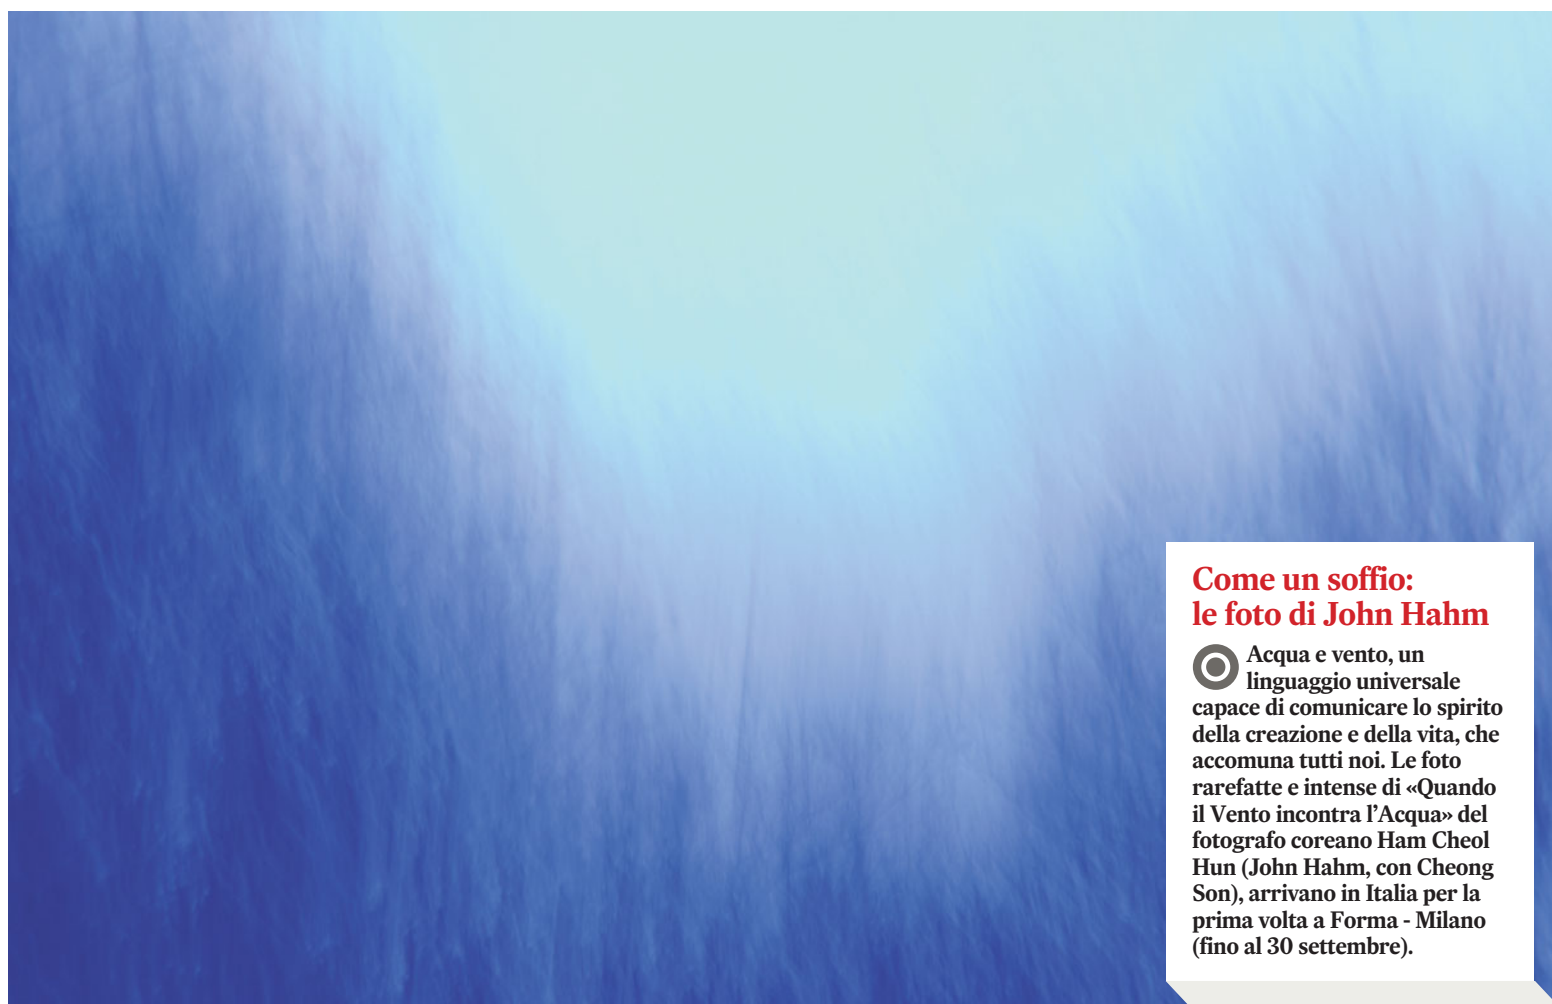 Come un soffio:
le foto di John Hahm
Acqua e vento, un
linguaggio universale
capace di comunicare lo spirito
della creazione e della vita, che
accomuna tutti noi. Le foto
rarefatte e intense di «Quando
il Vento incontra l’Acqua» del
fotografo coreano Ham Cheol
Hun (John Hahm, con Cheong
Son), arrivano in Italia per la
prima volta a Forma - Milano
(fino al 30 settembre).